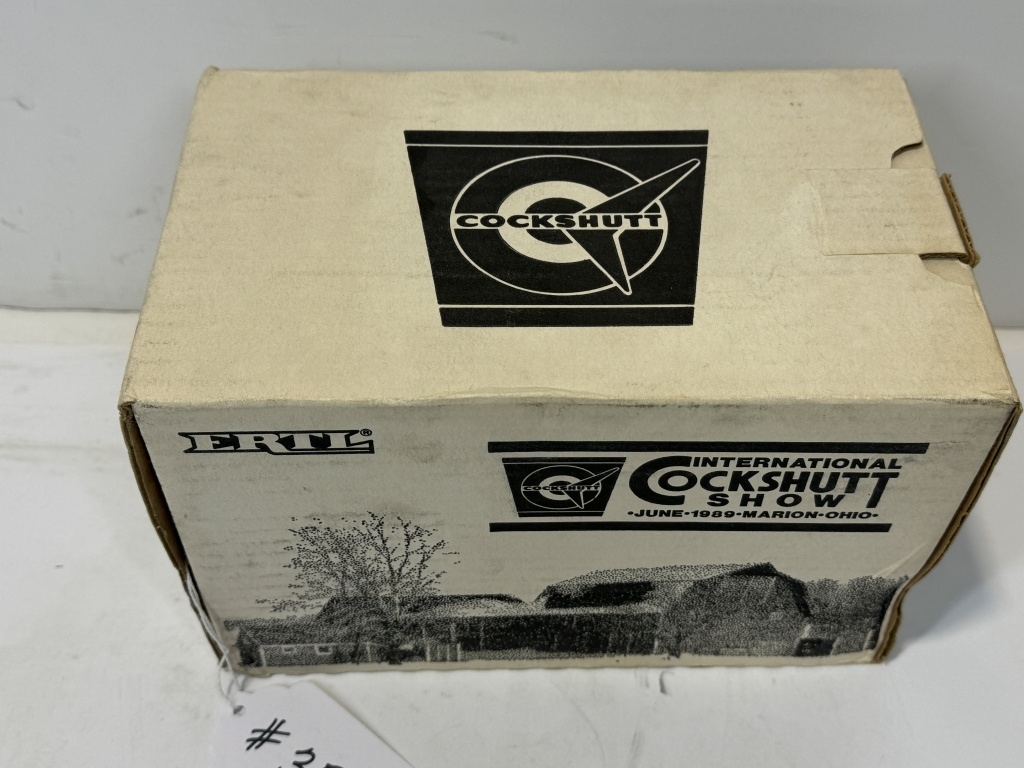 COCKSHUTT
ERTL®
COCKSHUTT
INTERNATIONAL
COCKSHUTT
SHOW
•JUNE•1989•MARION•OHIO•
#